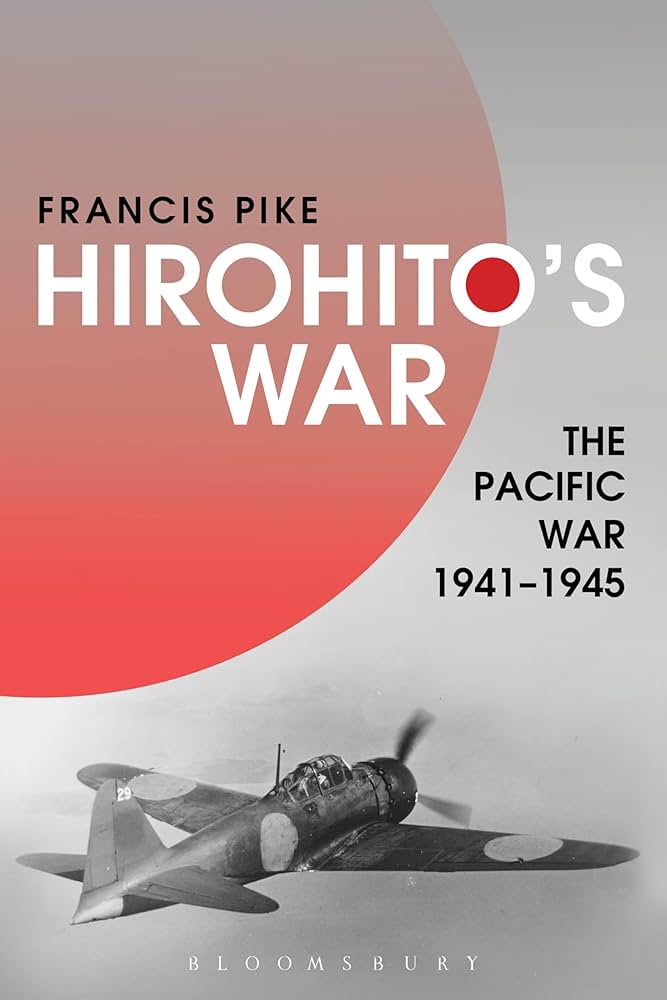 FRANCIS PIKE
HIROHITO’S
WAR
THE
PACIFIC
WAR
1941–1945
29
BLOOMSBURY